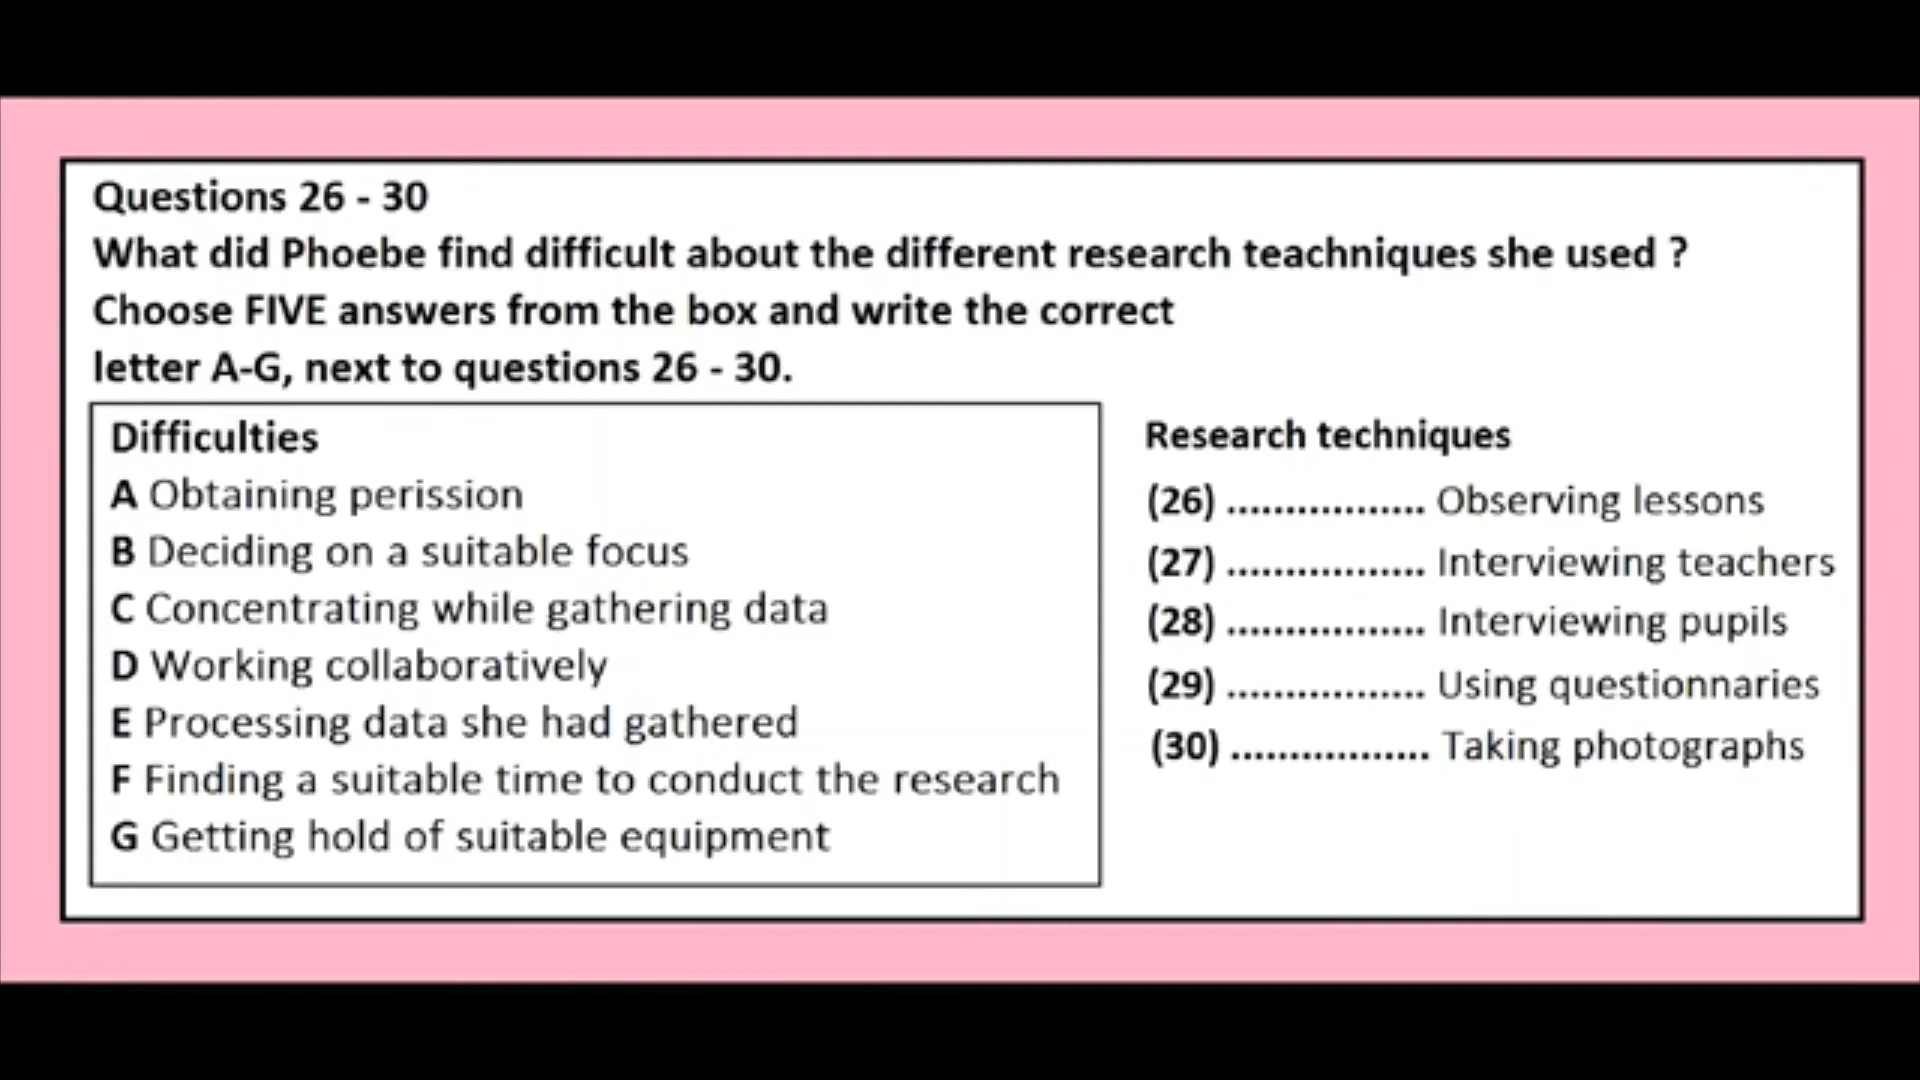 Questions 26 - 30
What did Phoebe find difficult about the different research teachniques she used ?
Choose FIVE answers from the box and write the correct
letter A-G, next to questions 26 - 30.
Difficulties
A Obtaining perission
B Deciding on a suitable focus
C Concentrating while gathering data
D Working collaboratively
E Processing data she had gathered
F Finding a suitable time to conduct the research
G Getting hold of suitable equipment
Research techniques
(26) ................. Observing lessons
(27) ................. Interviewing teachers
(28) ................. Interviewing pupils
(29) ................. Using questionnaries
(30) ................. Taking photographs